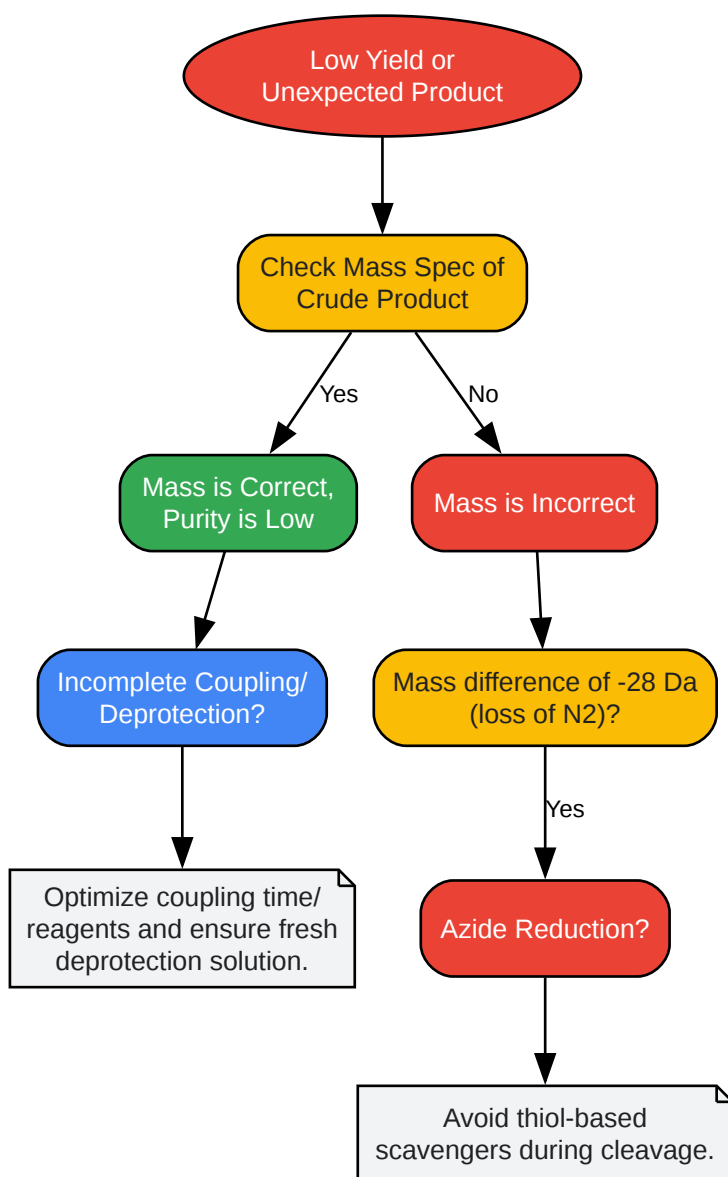 Low Yield or
Unexpected Product
Check Mass Spec of
Crude Product
Yes
No
Mass is Correct,
Purity is Low
Mass is Incorrect
Incomplete Coupling/
Deprotection?
Mass difference of -28 Da
(loss of N2)?
Yes
Optimize coupling time/
reagents and ensure fresh
deprotection solution.
Azide Reduction?
Avoid thiol-based
scavengers during cleavage.